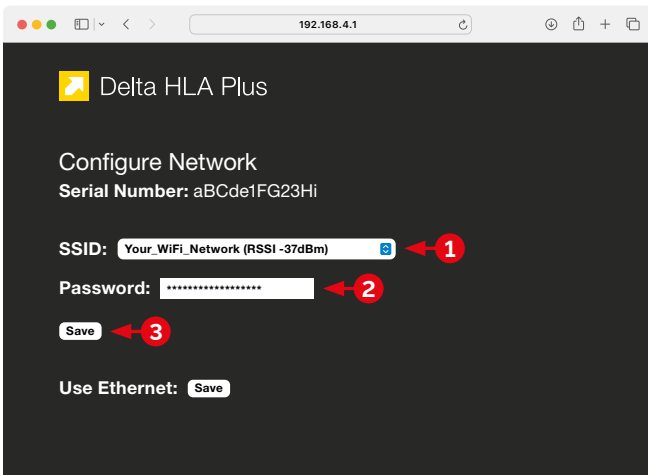 192.168.4.1
Delta HLA Plus
Configure Network
Serial Number: aBCde1FG23Hi
SSID: Your_WiFi_Network (RSSI -37dBm) 1
Password: ****************** 2
Save 3
Use Ethernet: Save